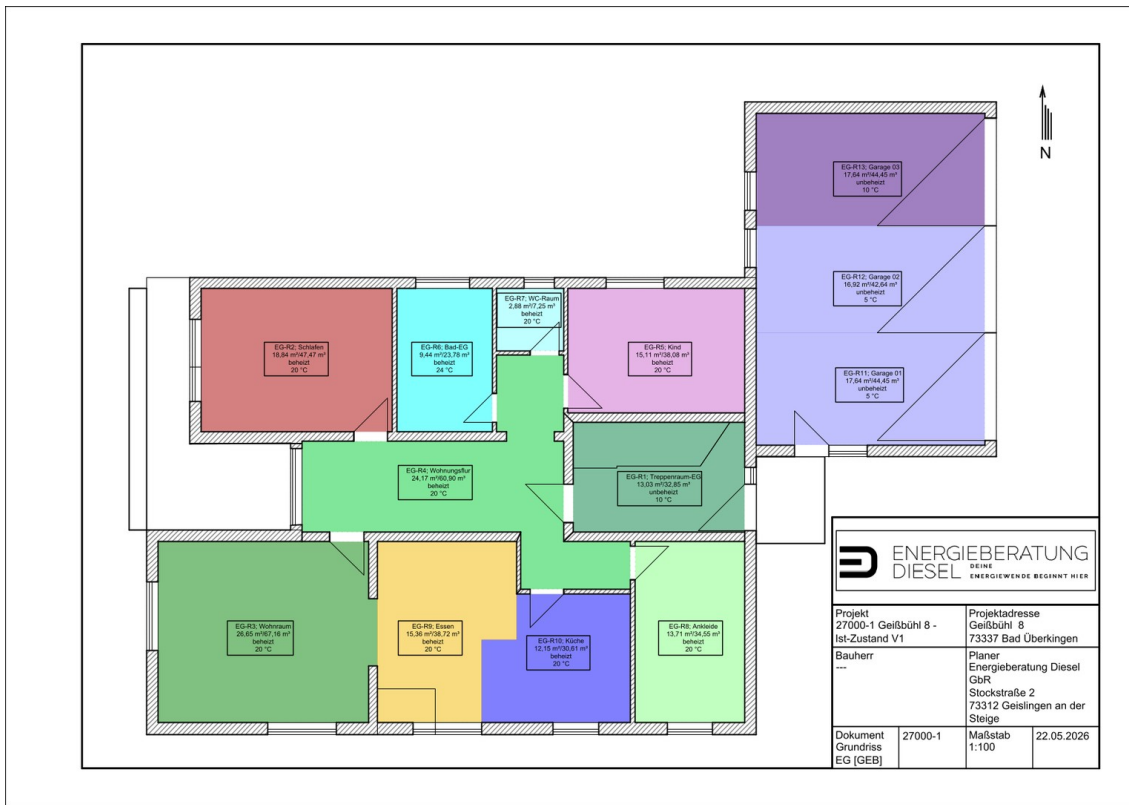 N
EG-R13; Garage 03
17,64 m²/44,45 m³
unbeheizt
10 °C
EG-R12; Garage 02
16,92 m²/42,64 m³
unbeheizt
5 °C
EG-R11; Garage 01
17,64 m²/44,45 m³
unbeheizt
5 °C
EG-R7; WC-Raum
2,88 m²/7,25 m³
beheizt
20 °C
EG-R2; Schlafen
18,84 m²/47,47 m³
beheizt
20 °C
EG-R6; Bad-EG
9,44 m²/23,78 m³
beheizt
24 °C
EG-R5; Kind
15,11 m²/38,08 m³
beheizt
20 °C
EG-R4; Wohnungsflur
24,17 m²/60,90 m³
beheizt
20 °C
EG-R1; Treppenraum-EG
13,03 m²/32,85 m³
unbeheizt
10 °C
EG-R3; Wohnraum
26,65 m²/67,16 m³
beheizt
20 °C
EG-R9; Essen
15,36 m²/38,72 m³
beheizt
20 °C
EG-R10; Küche
12,15 m²/30,61 m³
beheizt
20 °C
EG-R8; Ankleide
13,71 m²/34,55 m³
beheizt
20 °C
ENERGIEBERATUNG
DIESEL DEINE
ENERGIEWENDE BEGINNT HIER
Projekt
27000-1 Geißbühl 8 -
Ist-Zustand V1
Projektadresse
Geißbühl 8
73337 Bad Überkingen
Bauherr
---
Planer
Energieberatung Diesel
GbR
Stockstraße 2
73312 Geislingen an der
Steige
Dokument
Grundriss
EG [GEB]
27000-1
Maßstab
1:100
22.05.2026